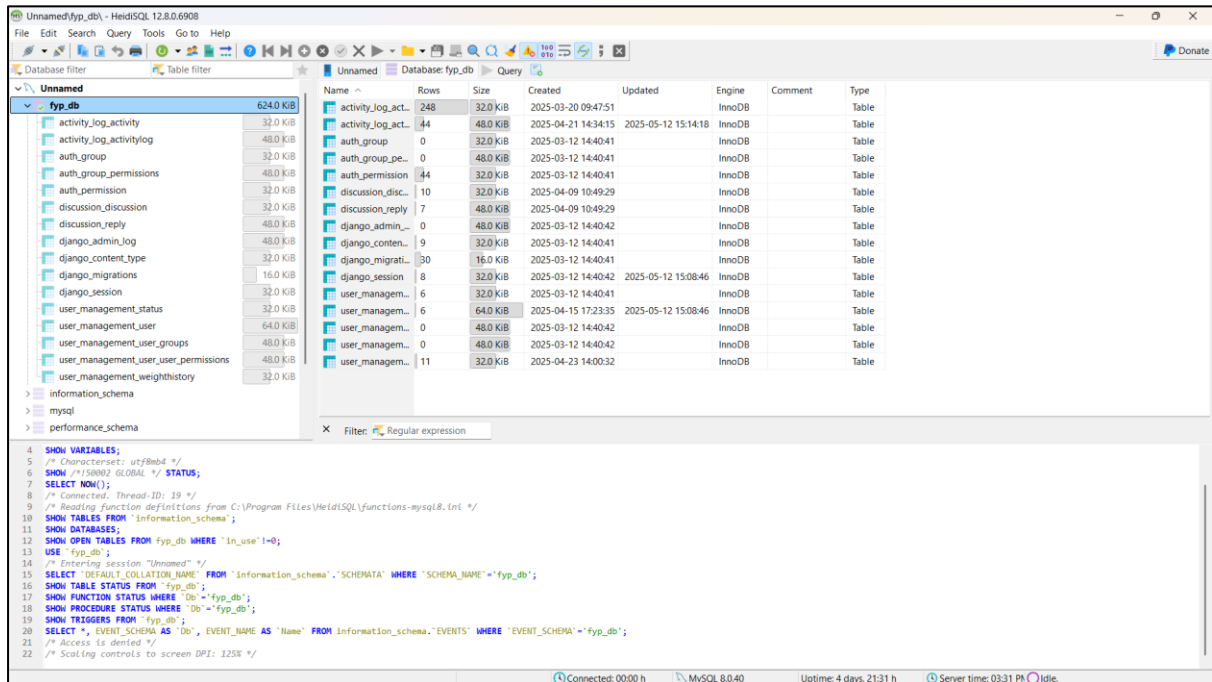 Unnamed\fyp_db\ - HeidiSQL 12.8.0.6908
File Edit Search Query Tools Go to Help
Donate
Database filter Table filter
Unnamed Database: fyp_db Query
Unnamed
fyp_db 624.0 KiB
activity_log_activity 32.0 KiB
activity_log_activitylog 48.0 KiB
auth_group 32.0 KiB
auth_group_permissions 48.0 KiB
auth_permission 32.0 KiB
discussion_discussion 32.0 KiB
discussion_reply 48.0 KiB
django_admin_log 48.0 KiB
django_content_type 32.0 KiB
django_migrations 16.0 KiB
django_session 32.0 KiB
user_management_status 32.0 KiB
user_management_user 64.0 KiB
user_management_user_groups 48.0 KiB
user_management_user_user_permissions 48.0 KiB
user_management_weighthistory 32.0 KiB
information_schema
mysql
performance_schema
Name Rows Size Created Updated Engine Comment Type
activity_log_act... 248 32.0 KiB 2025-03-20 09:47:51 InnoDB Table
activity_log_act... 44 48.0 KiB 2025-04-21 14:34:15 2025-05-12 15:14:18 InnoDB Table
auth_group 0 32.0 KiB 2025-03-12 14:40:41 InnoDB Table
auth_group_pe... 0 48.0 KiB 2025-03-12 14:40:41 InnoDB Table
auth_permission 44 32.0 KiB 2025-03-12 14:40:41 InnoDB Table
discussion_disc... 10 32.0 KiB 2025-04-09 10:49:29 InnoDB Table
discussion_reply 7 48.0 KiB 2025-04-09 10:49:29 InnoDB Table
django_admin_... 0 48.0 KiB 2025-03-12 14:40:42 InnoDB Table
django_conten... 9 32.0 KiB 2025-03-12 14:40:41 InnoDB Table
django_migrati... 30 16.0 KiB 2025-03-12 14:40:41 InnoDB Table
django_session 8 32.0 KiB 2025-03-12 14:40:42 2025-05-12 15:08:46 InnoDB Table
user_managem... 6 32.0 KiB 2025-03-12 14:40:41 InnoDB Table
user_managem... 6 64.0 KiB 2025-04-15 17:23:35 2025-05-12 15:08:46 InnoDB Table
user_managem... 0 48.0 KiB 2025-03-12 14:40:42 InnoDB Table
user_managem... 0 48.0 KiB 2025-03-12 14:40:42 InnoDB Table
user_managem... 11 32.0 KiB 2025-04-23 14:00:32 InnoDB Table
Filter: Regular expression
4 SHOW VARIABLES;
5 /* Characterset: utf8mb4 */
6 SHOW /*!50002 GLOBAL */ STATUS;
7 SELECT NOW();
8 /* Connected. Thread-ID: 19 */
9 /* Reading function definitions from C:\Program Files\HeidiSQL\functions-mysql8.ini */
10 SHOW TABLES FROM `information_schema`;
11 SHOW DATABASES;
12 SHOW OPEN TABLES FROM fyp_db WHERE `in_use`!=0;
13 USE `fyp_db`;
14 /* Entering session "Unnamed" */
15 SELECT `DEFAULT_COLLATION_NAME` FROM `information_schema`.`SCHEMATA` WHERE `SCHEMA_NAME`='fyp_db';
16 SHOW TABLE STATUS FROM `fyp_db`;
17 SHOW FUNCTION STATUS WHERE `Db`='fyp_db';
18 SHOW PROCEDURE STATUS WHERE `Db`='fyp_db';
19 SHOW TRIGGERS FROM `fyp_db`;
20 SELECT *, EVENT_SCHEMA AS `Db`, EVENT_NAME AS `Name` FROM information_schema.`EVENTS` WHERE `EVENT_SCHEMA`='fyp_db';
21 /* Access is denied */
22 /* Scaling controls to screen DPI: 125% */
Connected: 00:00 h MySQL 8.0.40 Uptime: 4 days, 21:31 h Server time: 03:31 PM Idle.